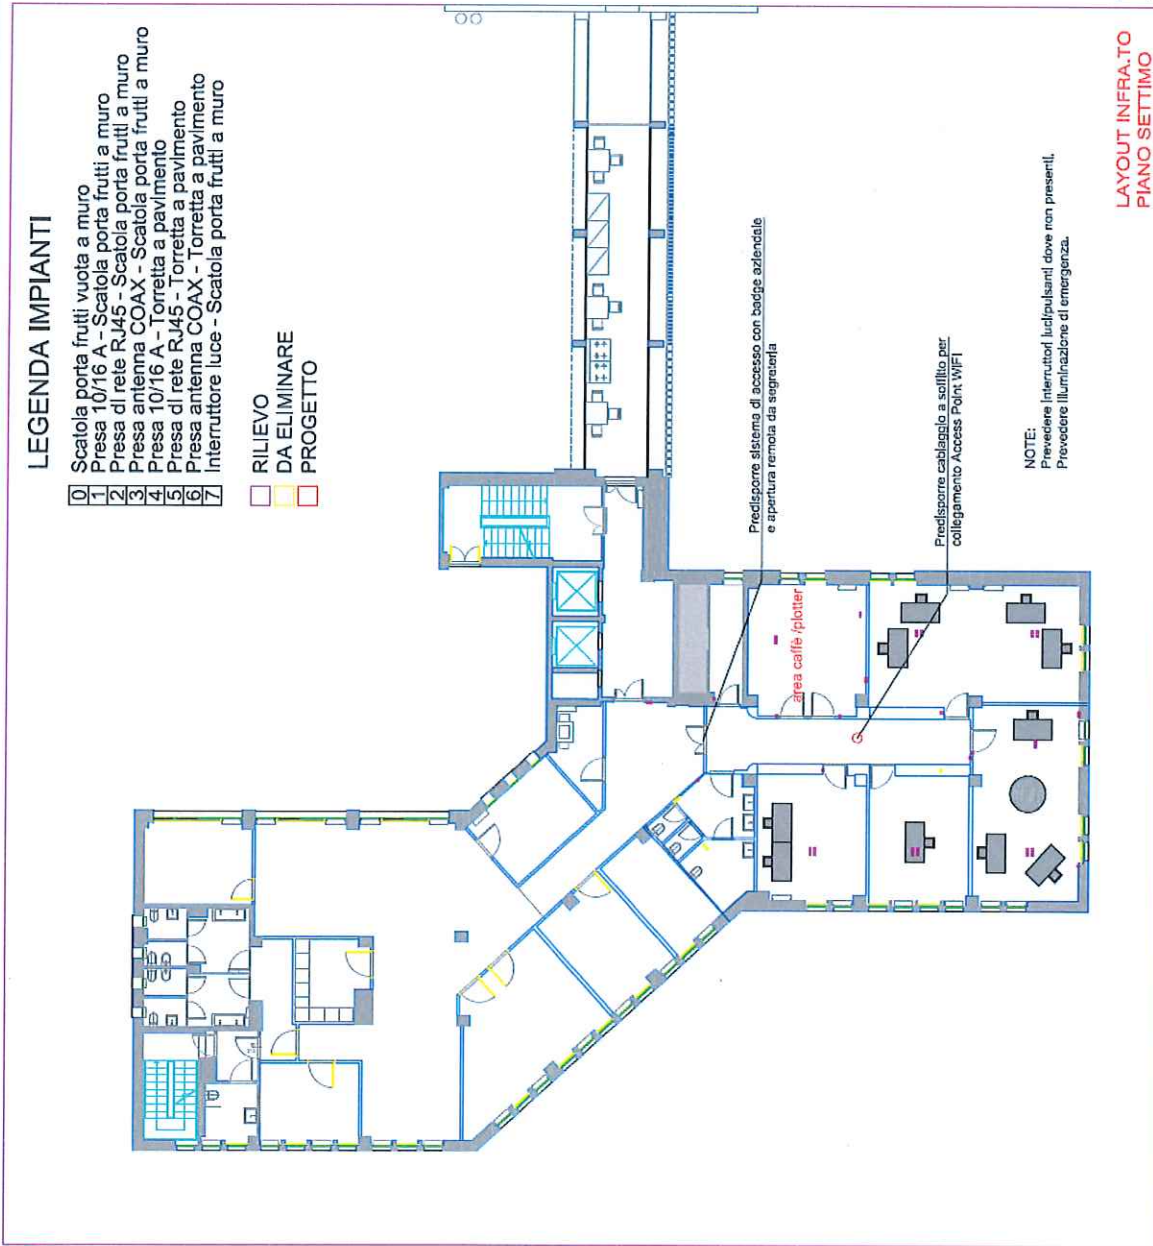 LEGENDA IMPIANTI
0 Scatola porta frutti vuota a muro
1 Presa 10/16 A - Scatola porta frutti a muro
2 Presa di rete RJ45 - Scatola porta frutti a muro
3 Presa antenna COAX - Scatola porta frutti a muro
4 Presa 10/16 A - Torretta a pavimento
5 Presa di rete RJ45 - Torretta a pavimento
6 Presa antenna COAX - Torretta a pavimento
7 Interruttore luce - Scatola porta frutti a muro
RILIEVO
DA ELIMINARE
PROGETTO
Predisporre sistema di accesso con badge aziendale
e apertura remota da segreteria
area caffè /plotter
Predisporre cablaggio a soffitto per
collegamento Access Point WIFI
NOTE:
Prevedere interruttori luci/pulsanti dove non presenti.
Prevedere illuminazione di emergenza.
LAYOUT INFRA.TO
PIANO SETTIMO